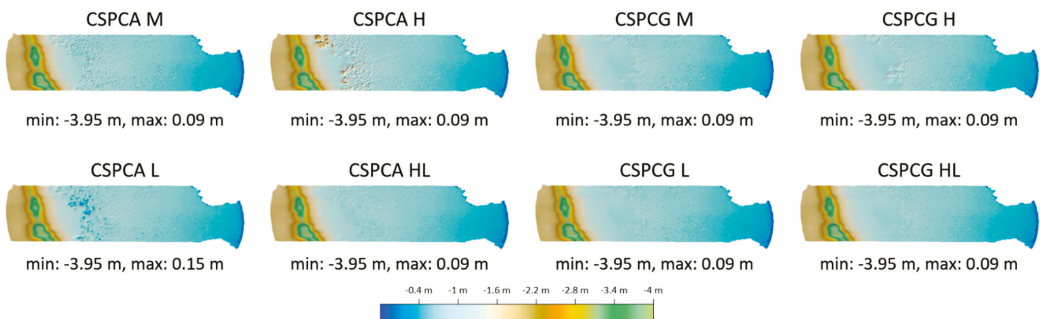 CSPCA M CSPCA H CSPCG M CSPCG H
min: -3.95 m, max: 0.09 m min: -3.95 m, max: 0.09 m min: -3.95 m, max: 0.09 m min: -3.95 m, max: 0.09 m
CSPCA L CSPCA HL CSPCG L CSPCG HL
min: -3.95 m, max: 0.15 m min: -3.95 m, max: 0.09 m min: -3.95 m, max: 0.09 m min: -3.95 m, max: 0.09 m
-0.4 m -1 m -1.6 m -2.2 m -2.8 m -3.4 m -4 m